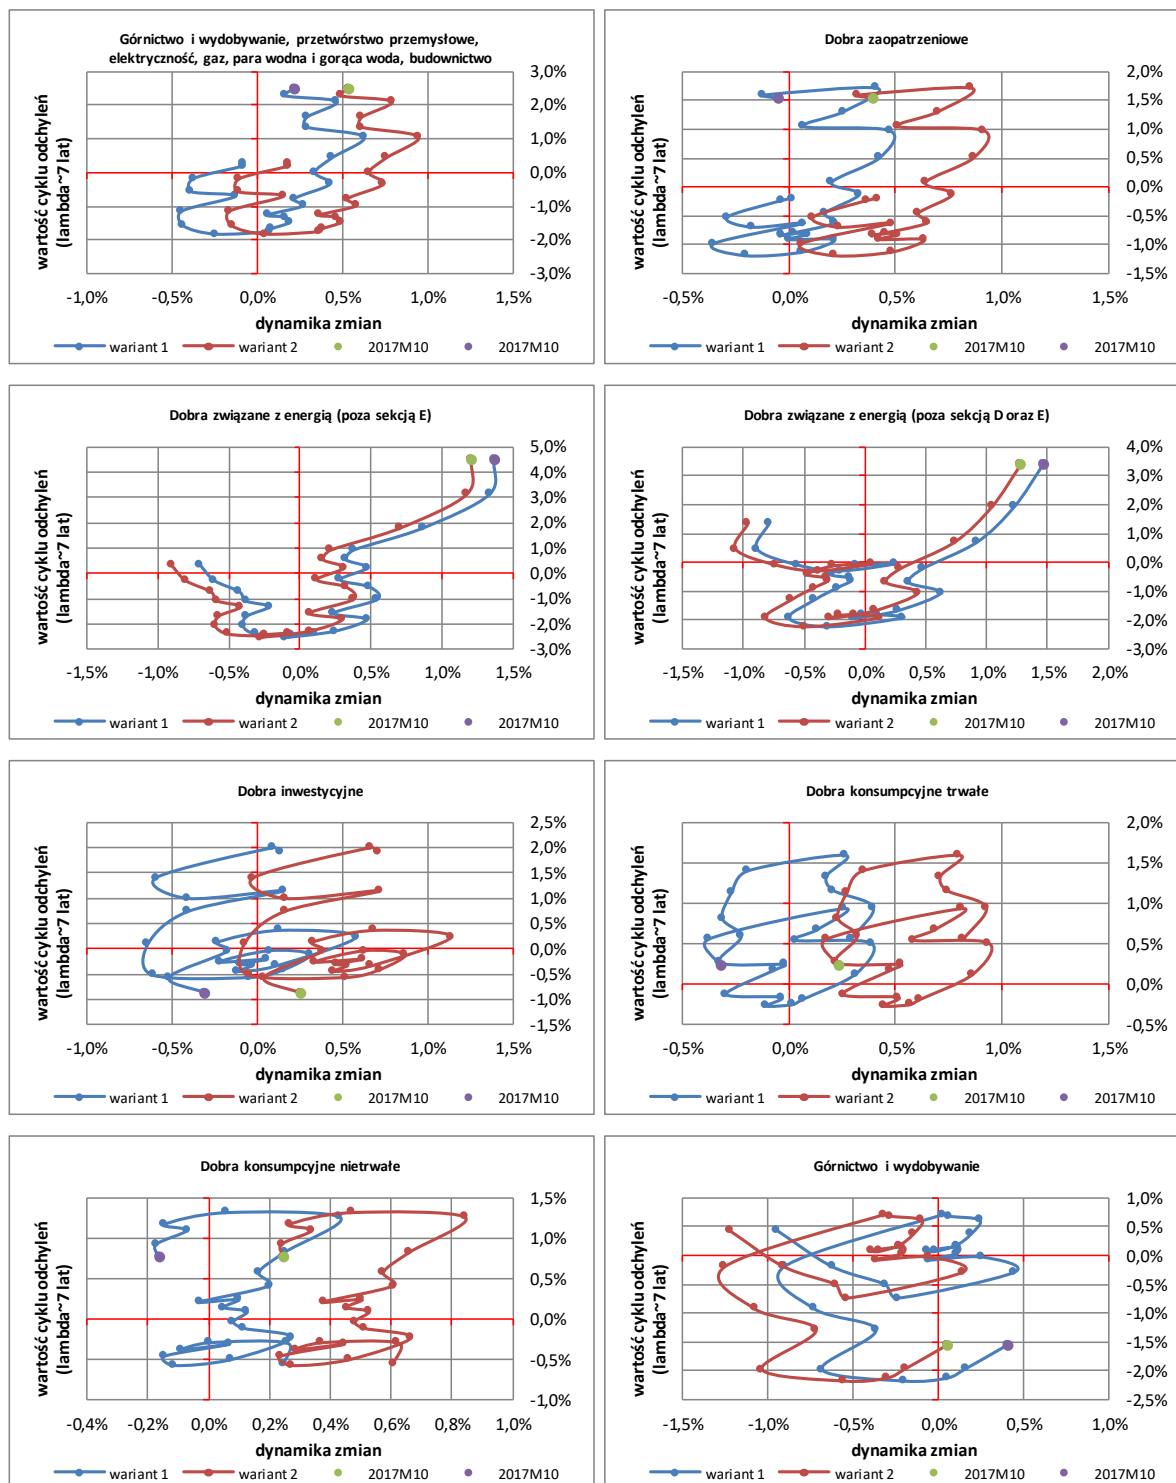 Górnictwo i wydobywanie, przetwórstwo przemysłowe,
elektryczność, gaz, para wodna i gorąca woda, budownictwo
wartość cyklu odchyleń
(lambda~7 lat)
3,0%
2,0%
1,0%
0,0%
-1,0%
-2,0%
-3,0%
-1,0% -0,5% 0,0% 0,5% 1,0% 1,5%
dynamika zmian
wariant 1 wariant 2 2017M10 2017M10
Dobra zaopatrzeniowe
wartość cyklu odchyleń
(lambda~7 lat)
2,0%
1,5%
1,0%
0,5%
0,0%
-0,5%
-1,0%
-1,5%
-0,5% 0,0% 0,5% 1,0% 1,5%
dynamika zmian
wariant 1 wariant 2 2017M10 2017M10
Dobra związane z energią (poza sekcją E)
wartość cyklu odchyleń
(lambda~7 lat)
5,0%
4,0%
3,0%
2,0%
1,0%
0,0%
-1,0%
-2,0%
-3,0%
-1,5% -1,0% -0,5% 0,0% 0,5% 1,0% 1,5%
dynamika zmian
wariant 1 wariant 2 2017M10 2017M10
Dobra związane z energią (poza sekcją D oraz E)
wartość cyklu odchyleń
(lambda~7 lat)
4,0%
3,0%
2,0%
1,0%
0,0%
-1,0%
-2,0%
-3,0%
-1,5% -1,0% -0,5% 0,0% 0,5% 1,0% 1,5% 2,0%
dynamika zmian
wariant 1 wariant 2 2017M10 2017M10
Dobra inwestycyjne
wartość cyklu odchyleń
(lambda~7 lat)
2,5%
2,0%
1,5%
1,0%
0,5%
0,0%
-0,5%
-1,0%
-1,5%
-1,0% -0,5% 0,0% 0,5% 1,0% 1,5%
dynamika zmian
wariant 1 wariant 2 2017M10 2017M10
Dobra konsumpcyjne trwałe
wartość cyklu odchyleń
(lambda~7 lat)
2,0%
1,5%
1,0%
0,5%
0,0%
-0,5%
-0,5% 0,0% 0,5% 1,0% 1,5%
dynamika zmian
wariant 1 wariant 2 2017M10 2017M10
Dobra konsumpcyjne nietrwałe
wartość cyklu odchyleń
(lambda~7 lat)
1,5%
1,0%
0,5%
0,0%
-0,5%
-1,0%
-0,4% -0,2% 0,0% 0,2% 0,4% 0,6% 0,8% 1,0%
dynamika zmian
wariant 1 wariant 2 2017M10 2017M10
Górnictwo i wydobywanie
wartość cyklu odchyleń
(lambda~7 lat)
1,0%
0,5%
0,0%
-0,5%
-1,0%
-1,5%
-2,0%
-2,5%
-1,5% -1,0% -0,5% 0,0% 0,5% 1,0%
dynamika zmian
wariant 1 wariant 2 2017M10 2017M10